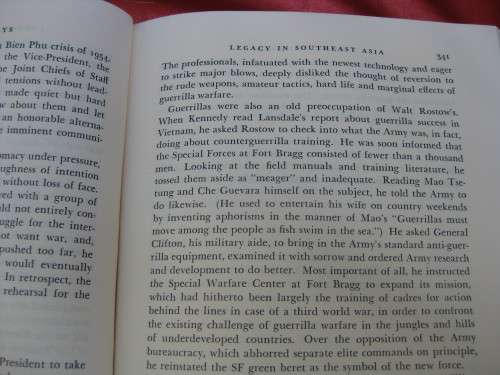 YS
Bien Phu crisis of 1954.
the Vice-President, the
Joint Chiefs of Staff
tensions without lead-
made quiet but hard
ow about them and let
an honorable alterna-
e imminent communi-
omacy under pressure,
oughness of intention
without loss of face.
ered with a group of
ould not entirely con-
truggle for the inter-
not want war, and,
pushed too far, he
would eventually
In retrospect, the
rehearsal for the
President to take
LEGACY IN SOUTHEAST ASIA 341
The professionals, infatuated with the newest technology and eager
to strike major blows, deeply disliked the thought of reversion to
the rude weapons, amateur tactics, hard life and marginal effects of
guerrilla warfare.
Guerrillas were also an old preoccupation of Walt Rostow's.
When Kennedy read Lansdale's report about guerrilla success in
Vietnam, he asked Rostow to check into what the Army was, in fact,
doing about counterguerrilla training. He was soon informed that
the Special Forces at Fort Bragg consisted of fewer than a thousand
men. Looking at the field manuals and training literature, he
tossed them aside as "meager" and inadequate. Reading Mao Tse-
tung and Che Guevara himself on the subject, he told the Army to
do likewise. (He used to entertain his wife on country weekends
by inventing aphorisms in the manner of Mao's "Guerrillas must
move among the people as fish swim in the sea.") He asked General
Clifton, his military aide, to bring in the Army's standard anti-guer-
rilla equipment, examined it with sorrow and ordered Army research
and development to do better. Most important of all, he instructed
the Special Warfare Center at Fort Bragg to expand its mission,
which had hitherto been largely the training of cadres for action
behind the lines in case of a third world war, in order to confront
the existing challenge of guerrilla warfare in the jungles and hills
of underdeveloped countries. Over the opposition of the Army
bureaucracy, which abhorred separate elite commands on principle,
he reinstated the SF green beret as the symbol of the new force.